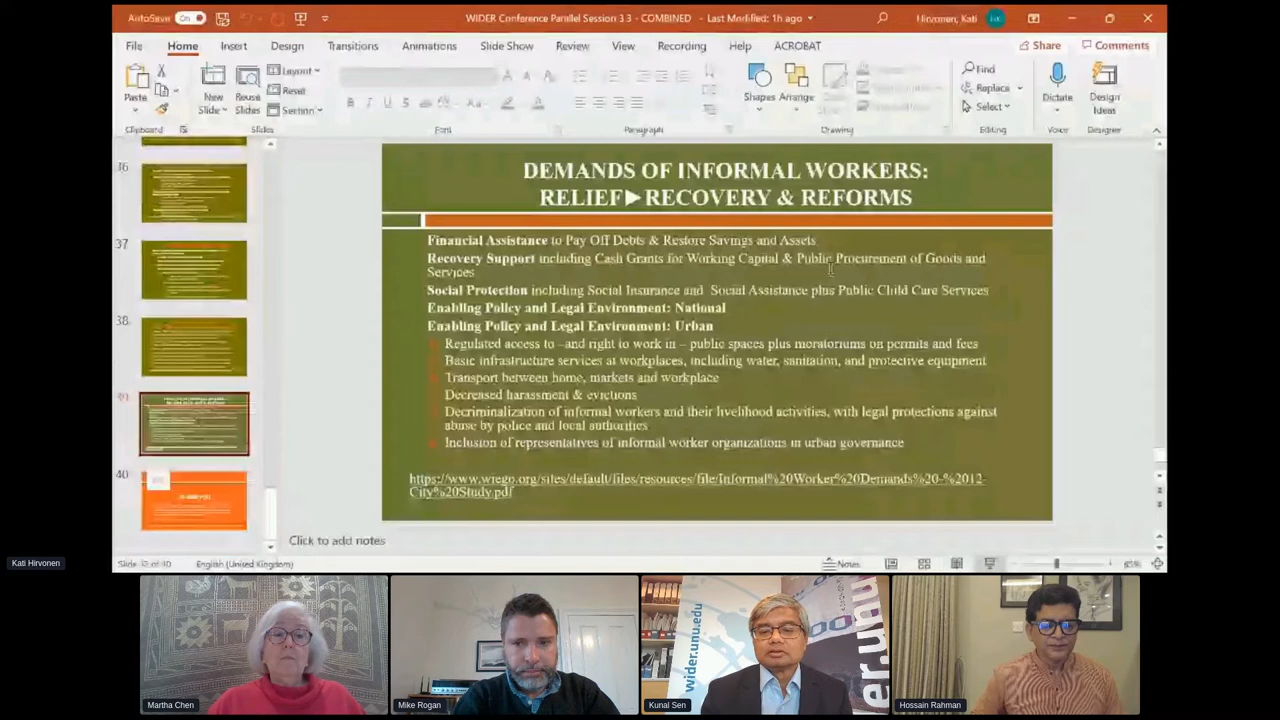 AutoSave On
WIDER Conference Parallel Session 3 3 - COMBINED - Last Modified: 1h ago
Hirvonen, Kati
File Home Insert Design Transitions Animations Slide Show Review View Recording Help ACROBAT
Share Comments
Paste
New Slide
Reuse Slides
Layout
Reset
Section
Shapes
Arrange
Find
Replace
Select
Dictate
Design Ideas
Clipboard Slides Font Paragraph Drawing Editing Voice Designer
36
37
38
40
DEMANDS OF INFORMAL WORKERS:
RELIEF►RECOVERY & REFORMS
Financial Assistance to Pay Off Debts & Restore Savings and Assets
Recovery Support including Cash Grants for Working Capital & Public Procurement of Goods and
Services
Social Protection including Social Insurance and Social Assistance plus Public Child Care Services
Enabling Policy and Legal Environment: National
Enabling Policy and Legal Environment: Urban
Regulated access to –and right to work in – public spaces plus moratoriums on permits and fees
Basic infrastructure services at workplaces, including water, sanitation, and protective equipment
Transport between home, markets and workplace
Decreased harassment & evictions
Decriminalization of informal workers and their livelihood activities, with legal protections against
abuse by police and local authorities
Inclusion of representatives of informal worker organizations in urban governance
https://www.wiego.org/sites/default/files/resources/file/Informal%20Worker%20Demands%20-%2012-
City%20Study.pdf
Click to add notes
English (United Kingdom)
Notes
Kati Hirvonen
wider.unu.edu
Martha Chen
Mike Rogan
Kunal Sen
Hossain Rahman